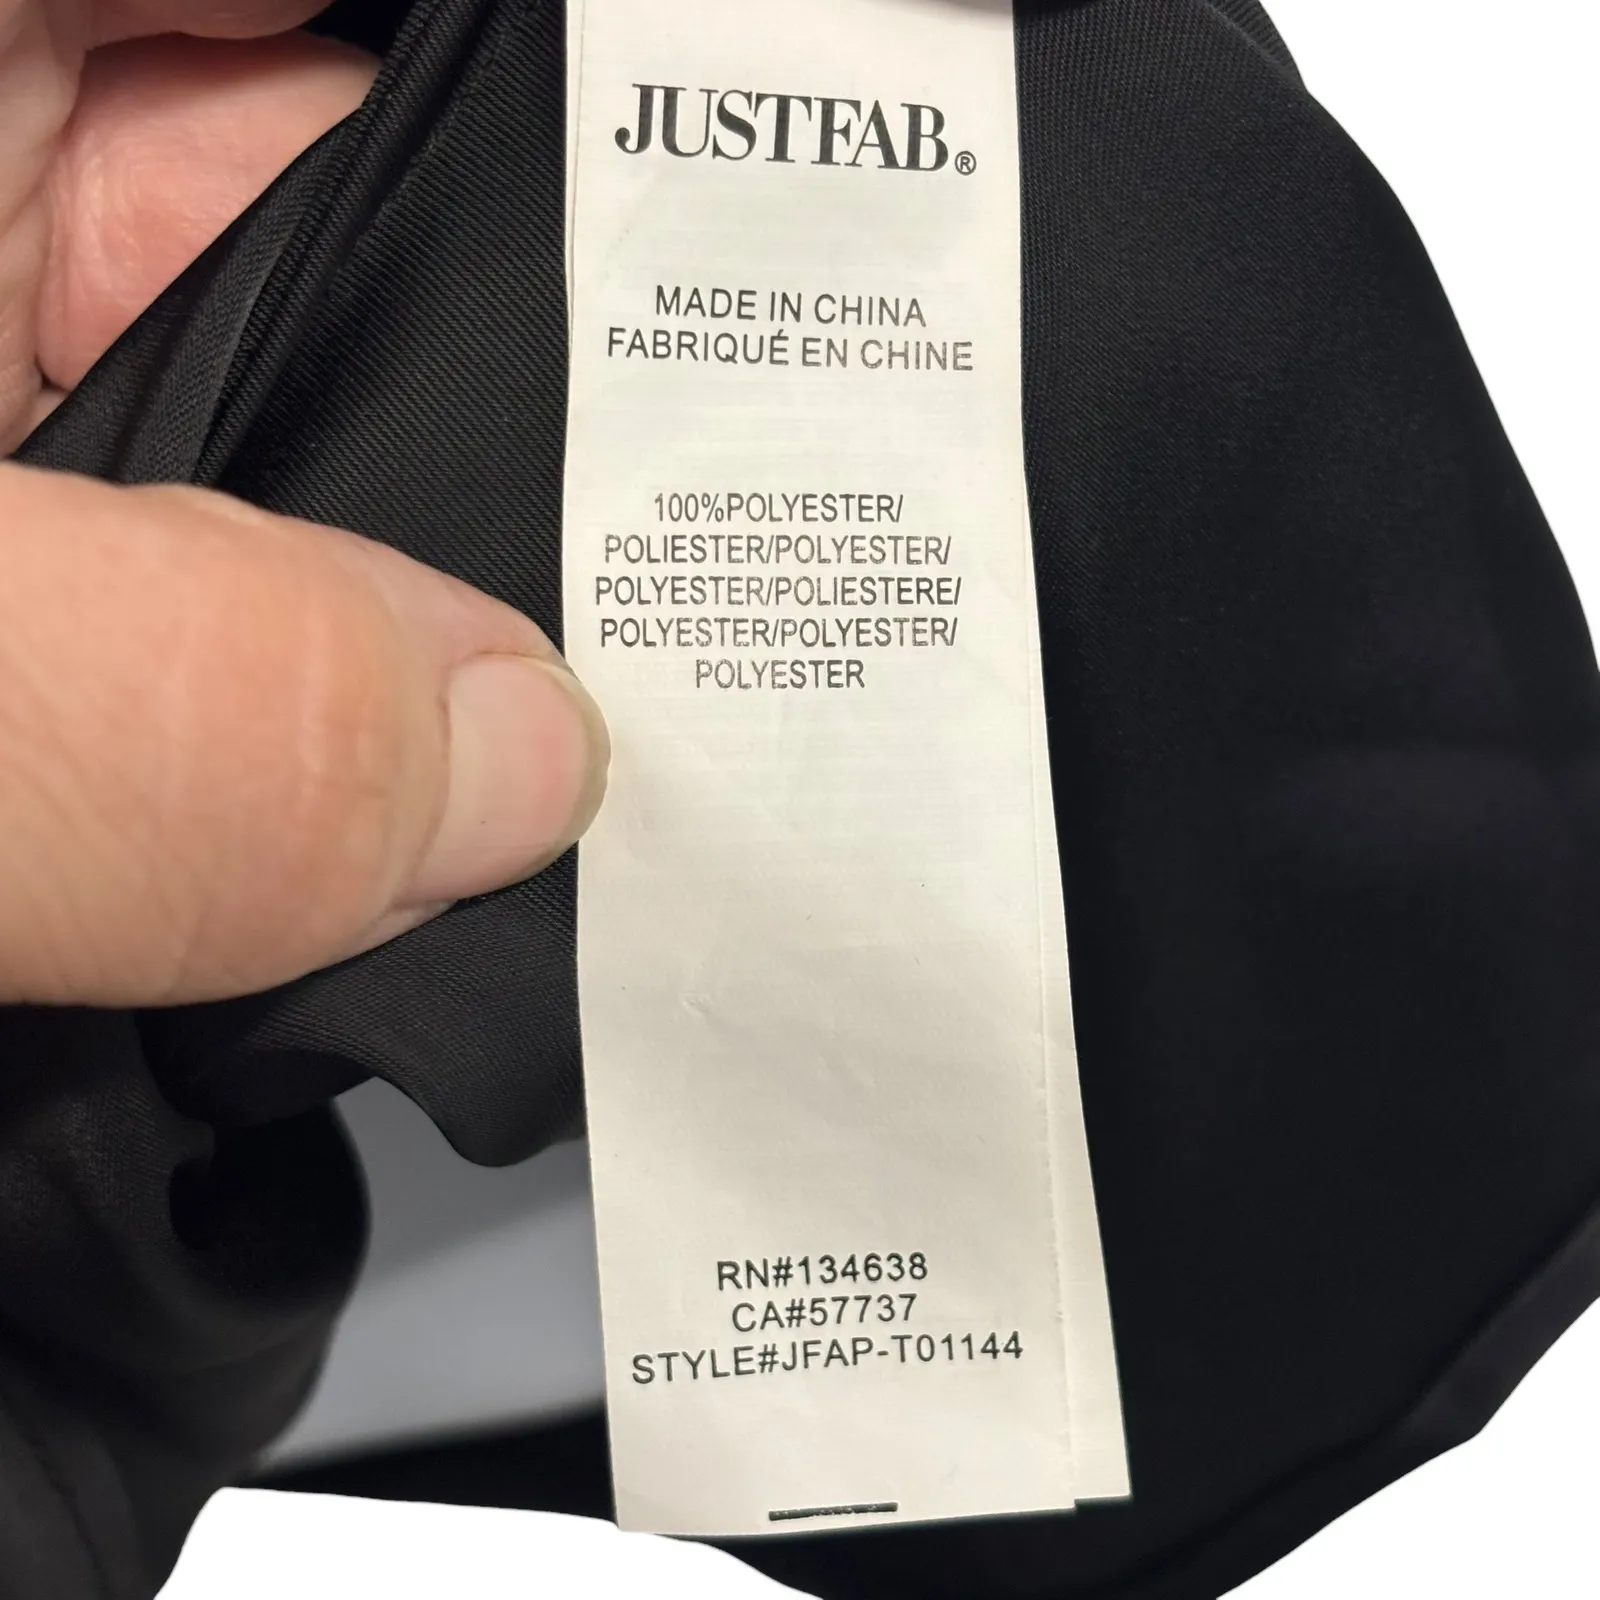 JUSTFAB®
MADE IN CHINA
FABRIQUÉ EN CHINE
100%POLYESTER/
POLIESTER/POLYESTER/
POLYESTER/POLIESTERE/
POLYESTER/POLYESTER/
POLYESTER
RN#134638
CA#57737
STYLE#JFAP-T01144